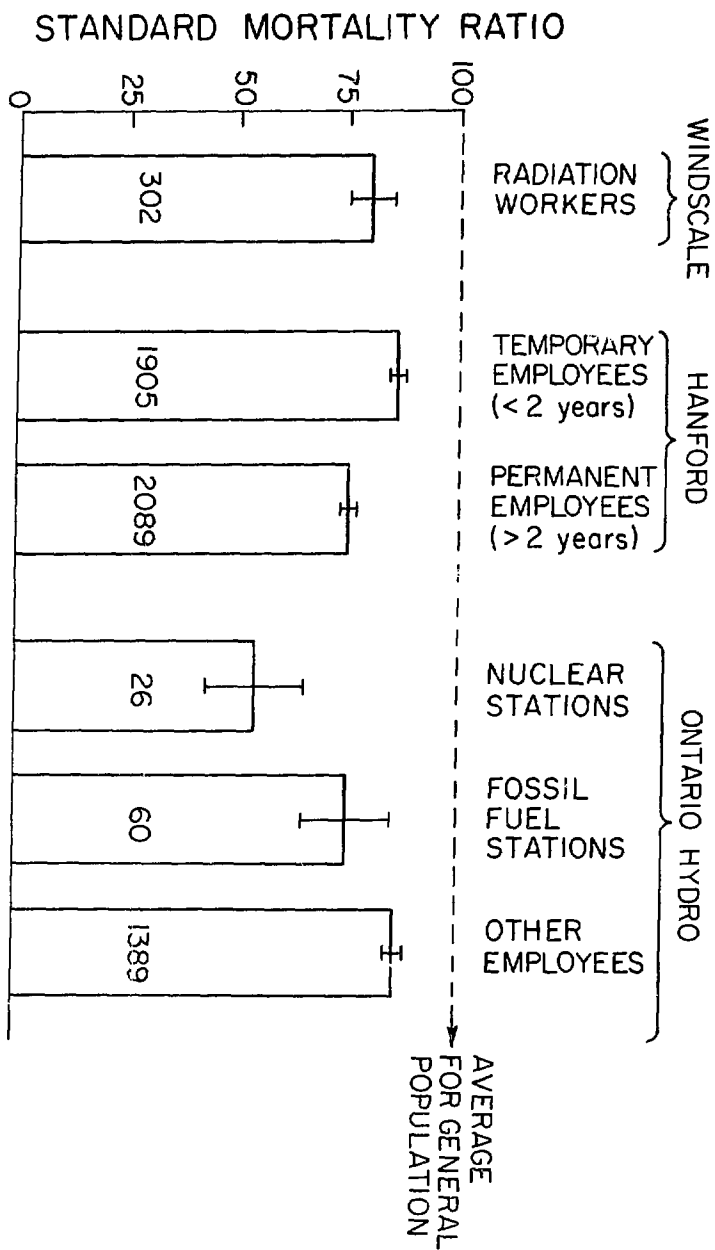 STANDARD MORTALITY RATIO
100
75
50
25
0
WINDSCALE
RADIATION
WORKERS
302
HANFORD
TEMPORARY
EMPLOYEES
(< 2 years)
1905
PERMANENT
EMPLOYEES
(> 2 years)
2089
ONTARIO HYDRO
NUCLEAR
STATIONS
26
FOSSIL
FUEL
STATIONS
60
OTHER
EMPLOYEES
1389
AVERAGE
FOR GENERAL
POPULATION